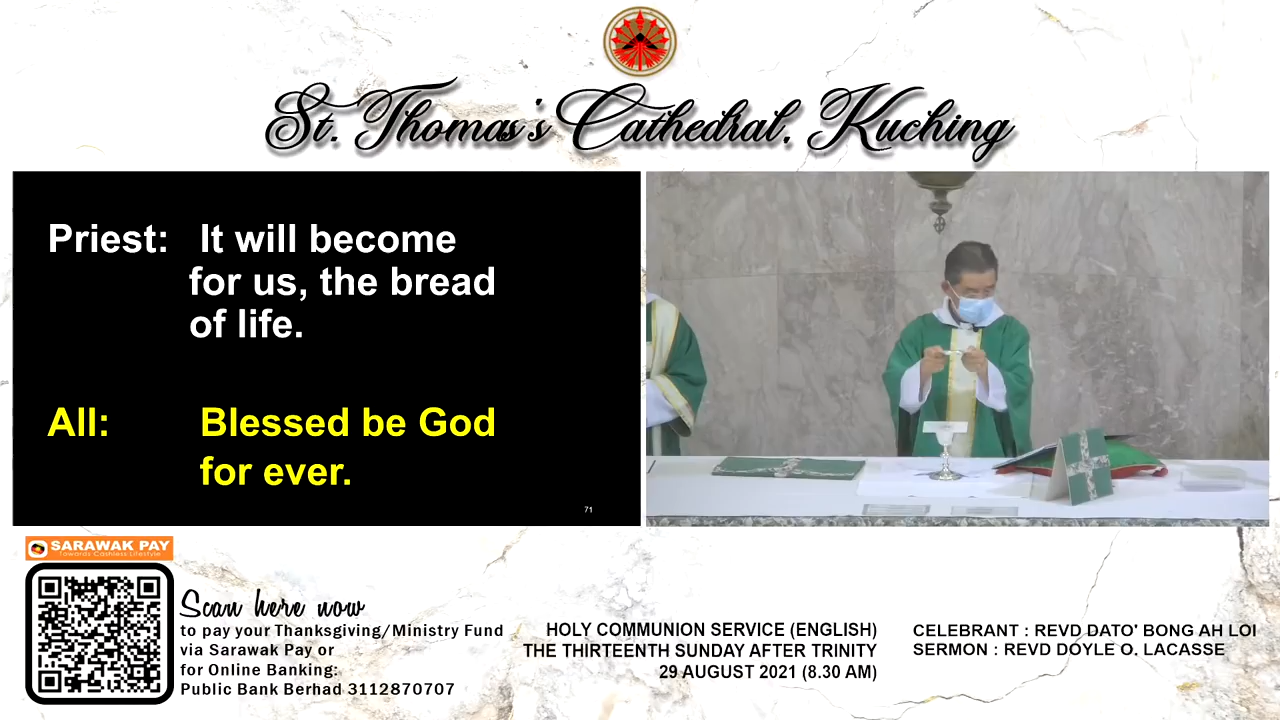 St. Thomas's Cathedral, Kuching
Priest: It will become
for us, the bread
of life.
All: Blessed be God
for ever.
71
SARAWAK PAY
Towards Cashless Lifestyle
Scan here now
to pay your Thanksgiving/Ministry Fund
via Sarawak Pay or
for Online Banking:
Public Bank Berhad 3112870707
HOLY COMMUNION SERVICE (ENGLISH)
THE THIRTEENTH SUNDAY AFTER TRINITY
29 AUGUST 2021 (8.30 AM)
CELEBRANT : REVD DATO' BONG AH LOI
SERMON : REVD DOYLE O. LACASSE